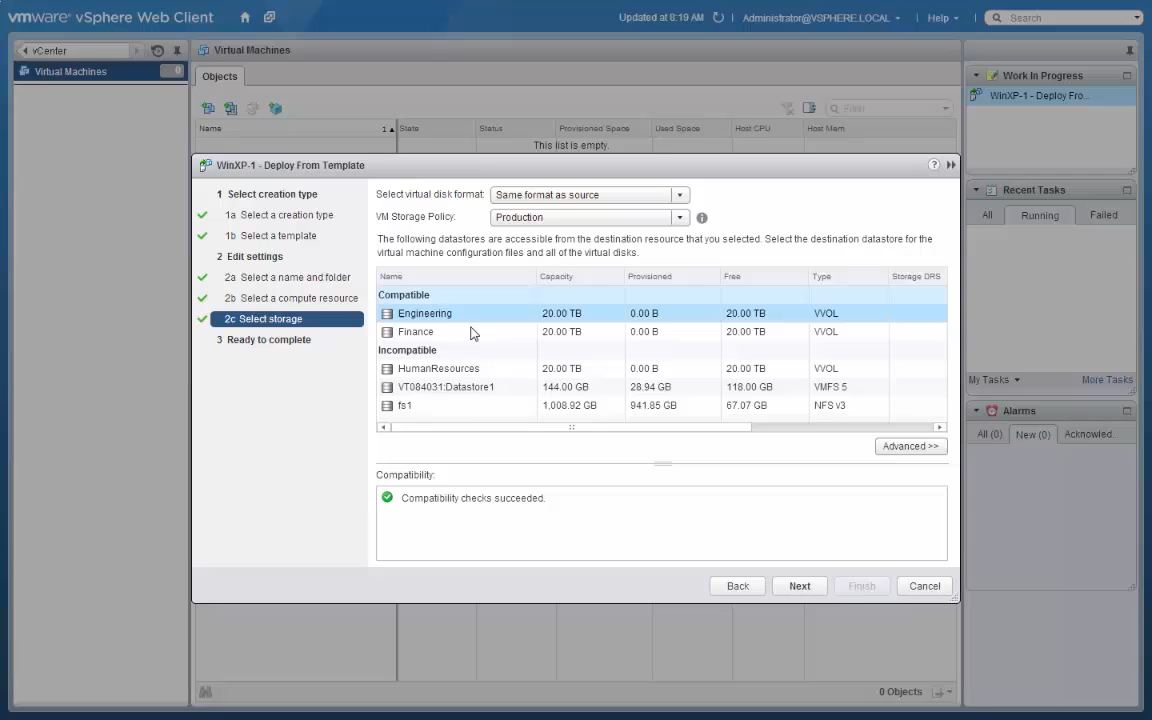 vmware® vSphere Web Client
Updated at 8:19 AM
Administrator@VSPHERE.LOCAL
Help
Search
vCenter
Virtual Machines 0
Virtual Machines
Objects
Filter
Name 1 State Status Provisioned Space Used Space Host CPU Host Mem
This list is empty.
WinXP-1 - Deploy From Template
1 Select creation type
1a Select a creation type
1b Select a template
2 Edit settings
2a Select a name and folder
2b Select a compute resource
2c Select storage
3 Ready to complete
Select virtual disk format: Same format as source
VM Storage Policy: Production
The following datastores are accessible from the destination resource that you selected. Select the destination datastore for the
virtual machine configuration files and all of the virtual disks.
Name Capacity Provisioned Free Type Storage DRS
Compatible
Engineering 20.00 TB 0.00 B 20.00 TB VVOL
Finance 20.00 TB 0.00 B 20.00 TB VVOL
Incompatible
HumanResources 20.00 TB 0.00 B 20.00 TB VVOL
VT084031:Datastore1 144.00 GB 28.94 GB 118.00 GB VMFS 5
fs1 1,008.92 GB 941.85 GB 67.07 GB NFS v3
Advanced >>
Compatibility:
Compatibility checks succeeded.
Back Next Finish Cancel
0 Objects
Work In Progress
WinXP-1 - Deploy Fro...
Recent Tasks
All Running Failed
My Tasks More Tasks
Alarms
All (0) New (0) Acknowled...